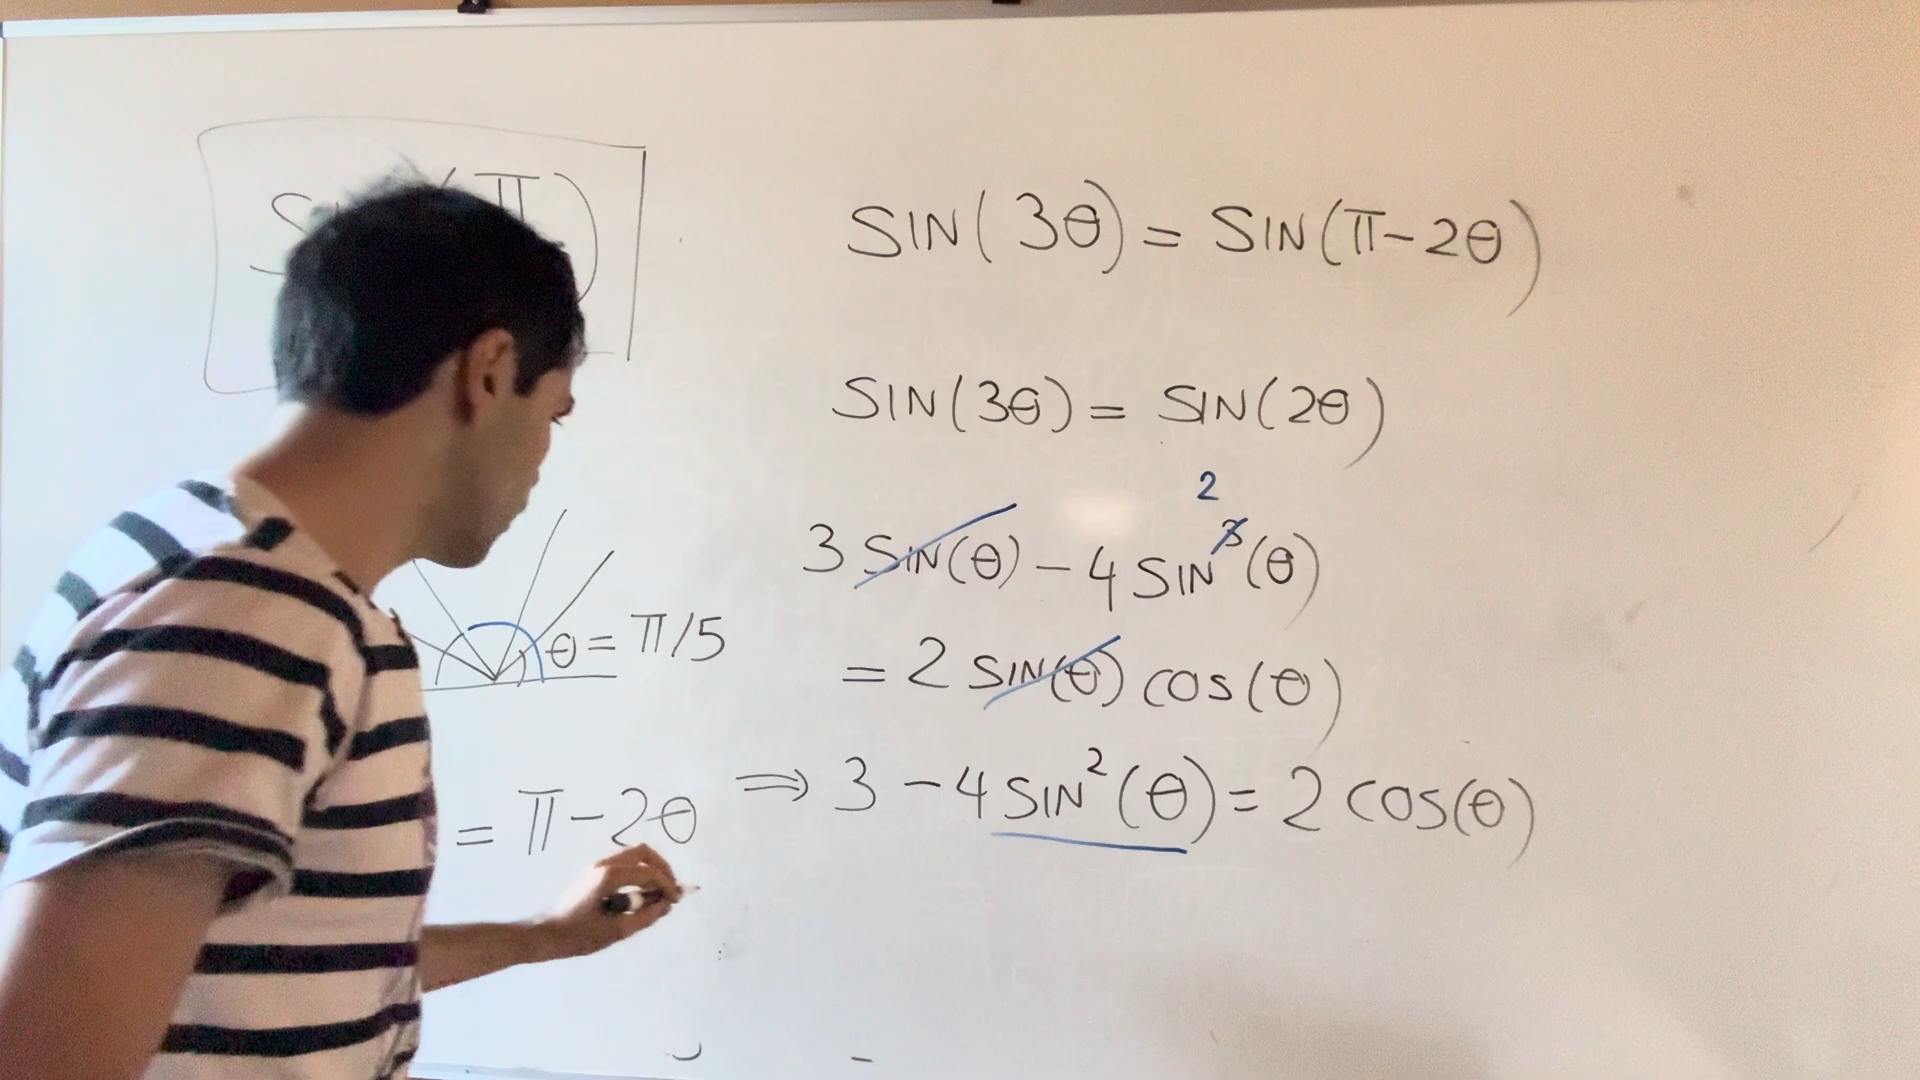 SIN(3θ) = SIN(π-2θ)
SIN(3θ) = SIN(2θ)
2
3 SIN(θ) - 4 SIN³(θ)
= 2 SIN(θ) COS(θ)
θ = π/5
= π-2θ
⇒ 3 - 4 SIN²(θ) = 2 COS(θ)